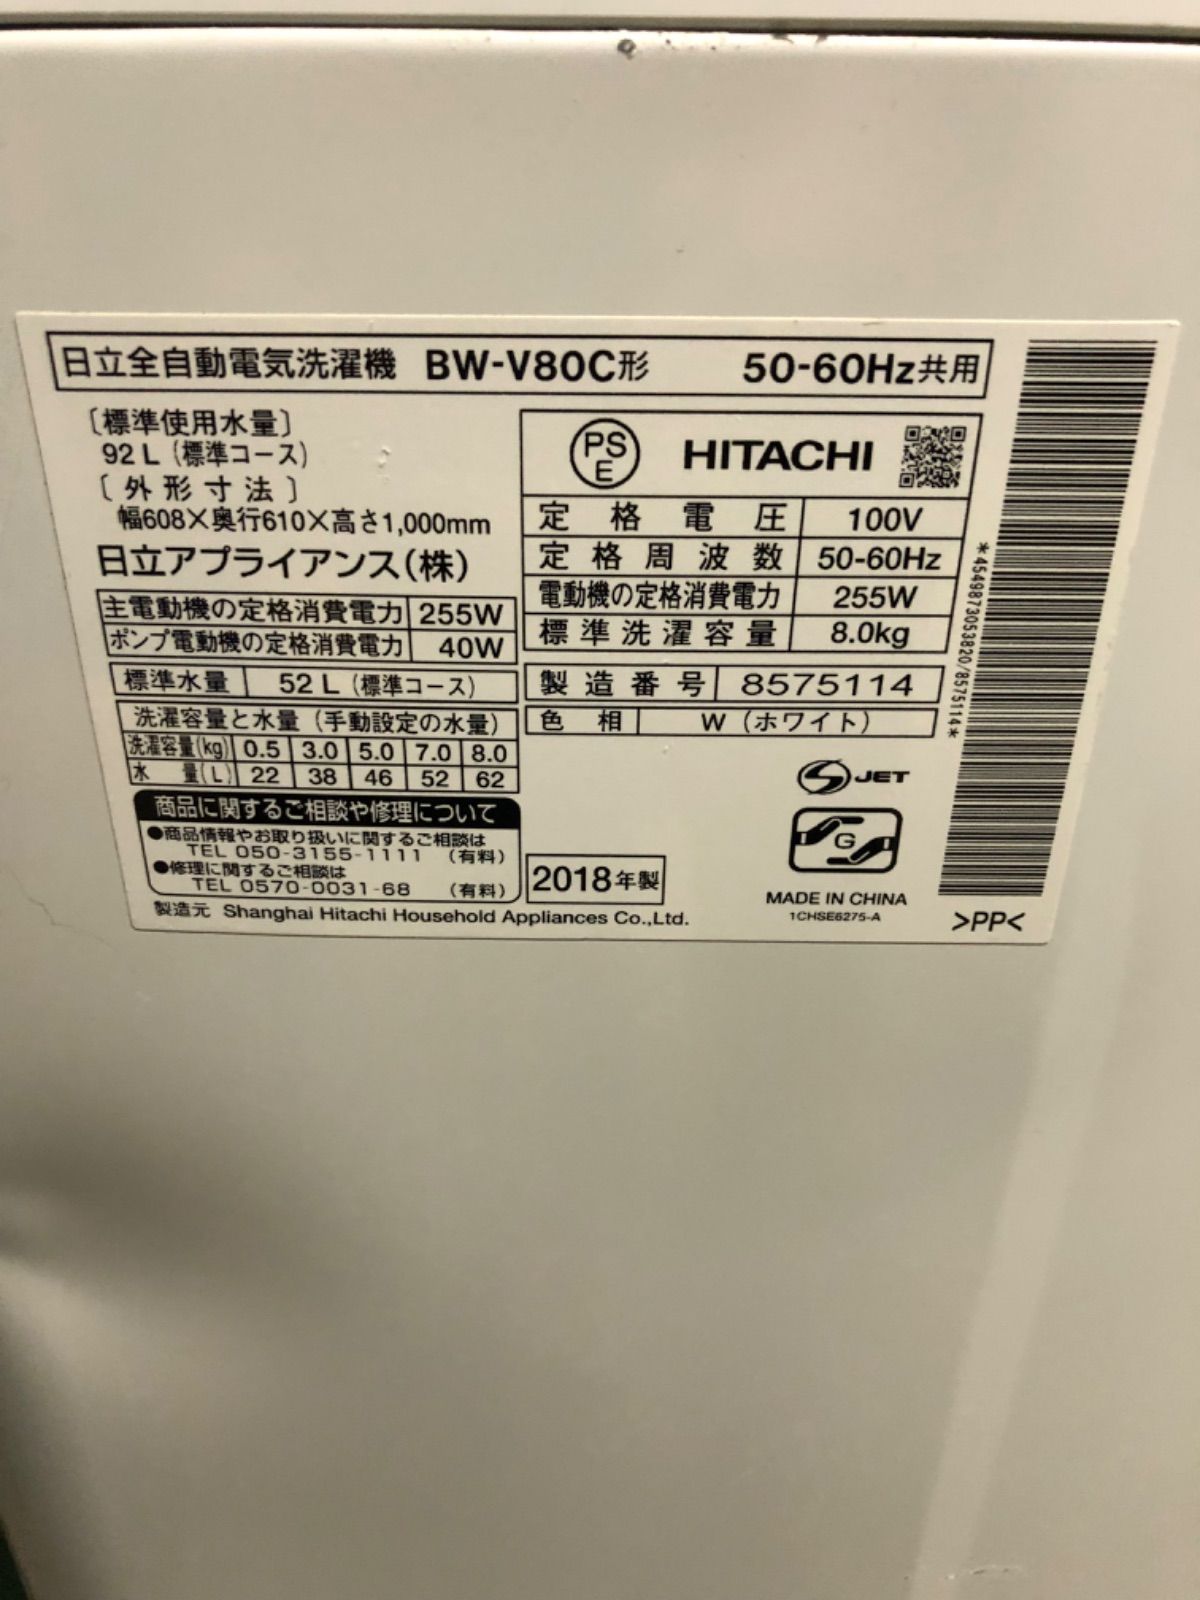 日立全自動電気洗濯機 BW-V80C形 50-60Hz共用
〔標準使用水量〕
92L（標準コース）
〔外形寸法〕
幅608×奥行610×高さ1,000mm
日立アプライアンス(株)
主電動機の定格消費電力 255W
ポンプ電動機の定格消費電力 40W
標準水量 52L（標準コース）
洗濯容量と水量（手動設定の水量）
洗濯容量(kg) 0.5 3.0 5.0 7.0 8.0
水量(L) 22 38 46 52 62
商品に関するご相談や修理について
●商品情報やお取り扱いに関するご相談は
TEL 050-3155-1111 （有料）
●修理に関するご相談は
TEL 0570-0031-68 （有料）
製造元 Shanghai Hitachi Household Appliances Co.,Ltd.
PSE HITACHI
定格電圧 100V
定格周波数 50-60Hz
電動機の定格消費電力 255W
標準洗濯容量 8.0kg
製造番号 8575114
色相 W（ホワイト）
S JET
G
2018年製
MADE IN CHINA
1CHSE6275-A
*4549873053820/8575114*
>PP<